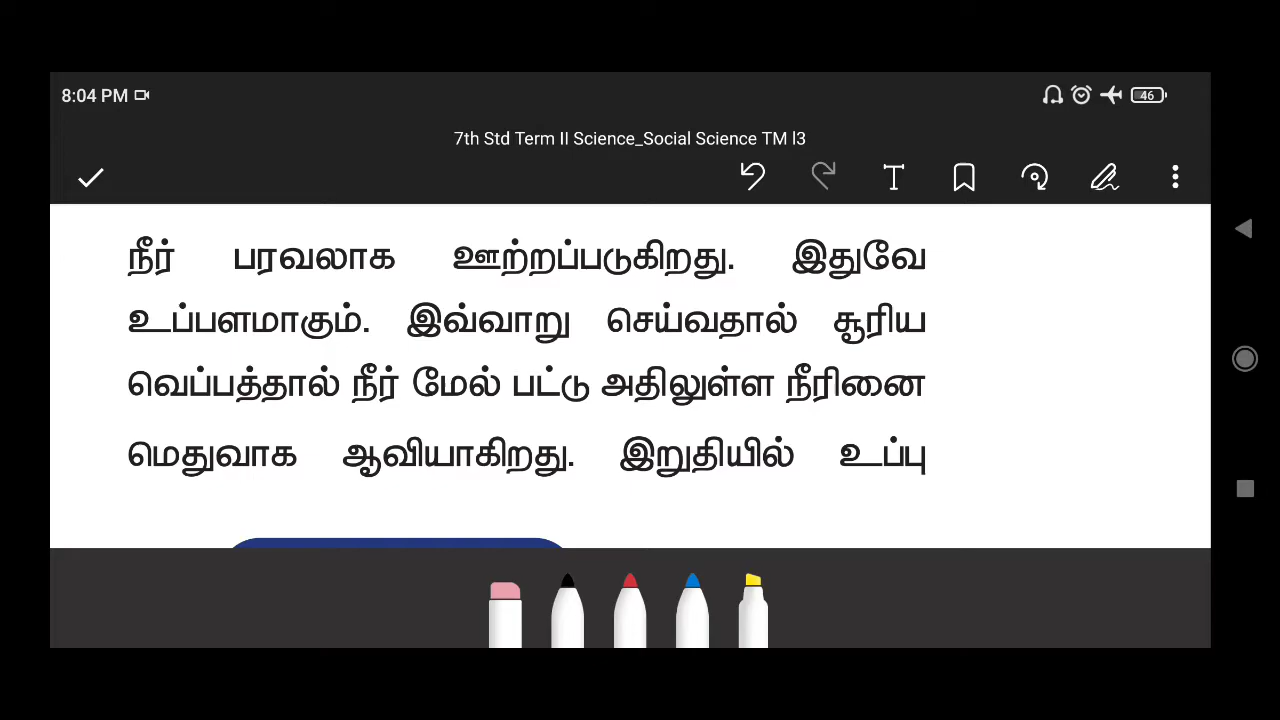 8:04 PM
46
7th Std Term II Science_Social Science TM l3
T
நீர் பரவலாக ஊற்றப்படுகிறது. இதுவே
உப்பளமாகும். இவ்வாறு செய்வதால் சூரிய
வெப்பத்தால் நீர் மேல் பட்டு அதிலுள்ள நீரினை
மெதுவாக ஆவியாகிறது. இறுதியில் உப்பு